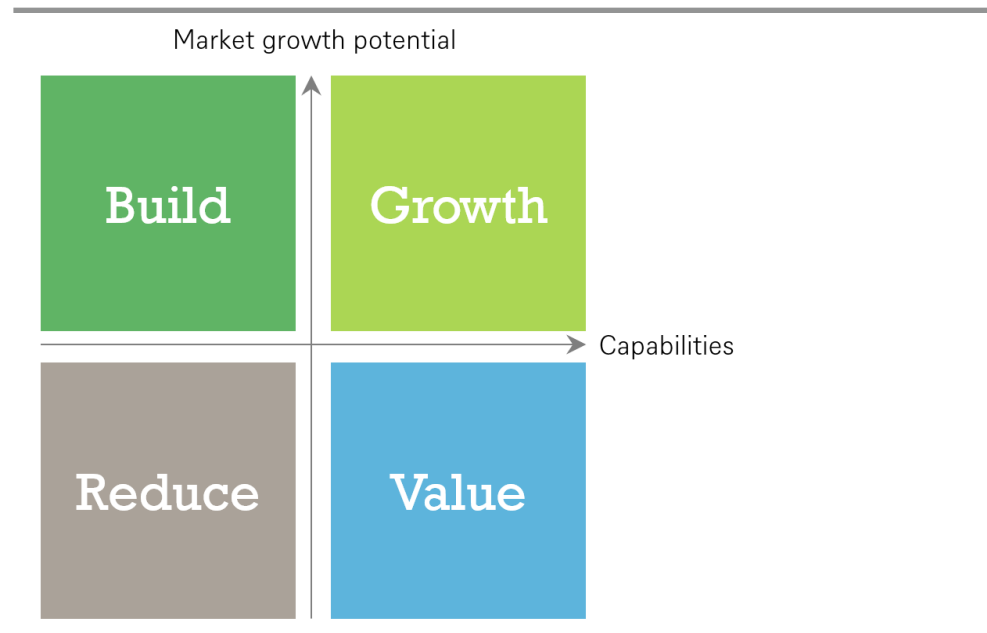 Market growth potential
Build
Growth
Capabilities
Reduce
Value